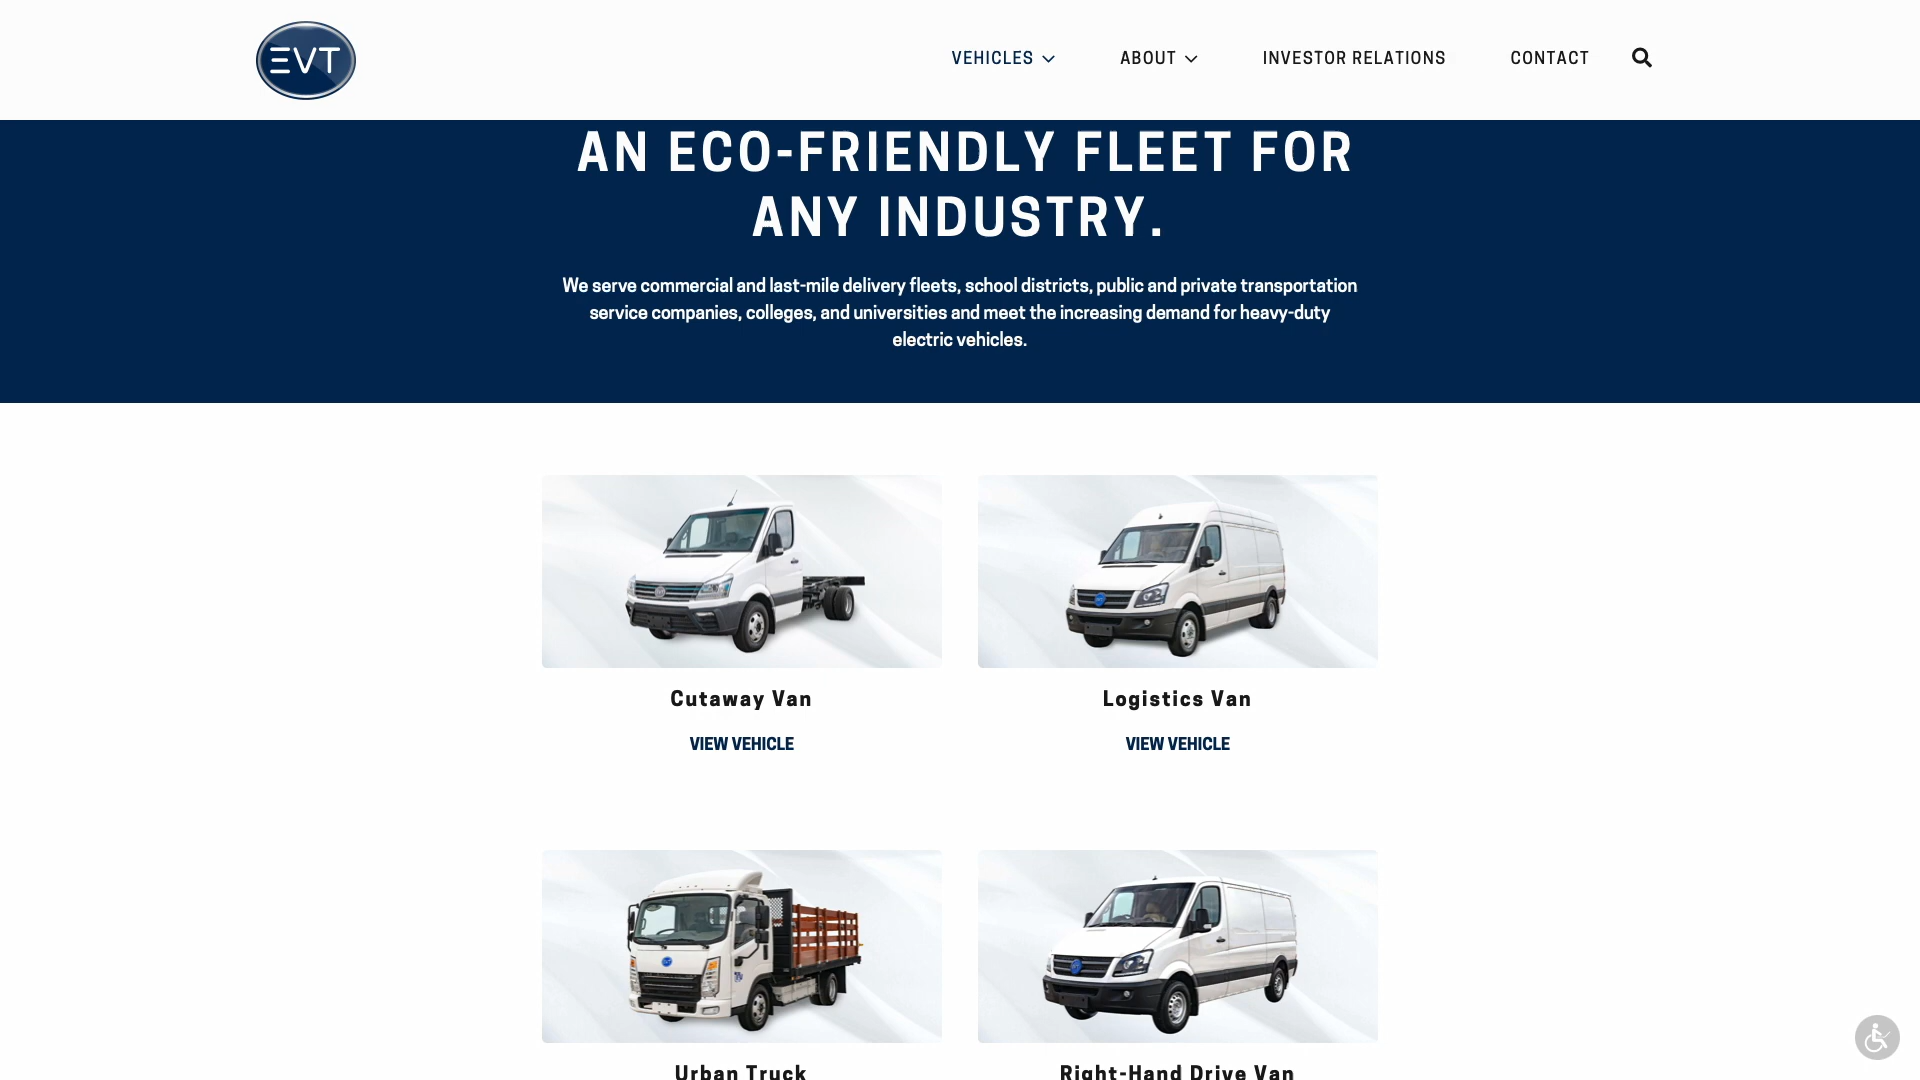 EVT
VEHICLES
ABOUT
INVESTOR RELATIONS
CONTACT
AN ECO-FRIENDLY FLEET FOR
ANY INDUSTRY.
We serve commercial and last-mile delivery fleets, school districts, public and private transportation
service companies, colleges, and universities and meet the increasing demand for heavy-duty
electric vehicles.
Cutaway Van
VIEW VEHICLE
Logistics Van
VIEW VEHICLE
Urban Truck
Right-Hand Drive Van